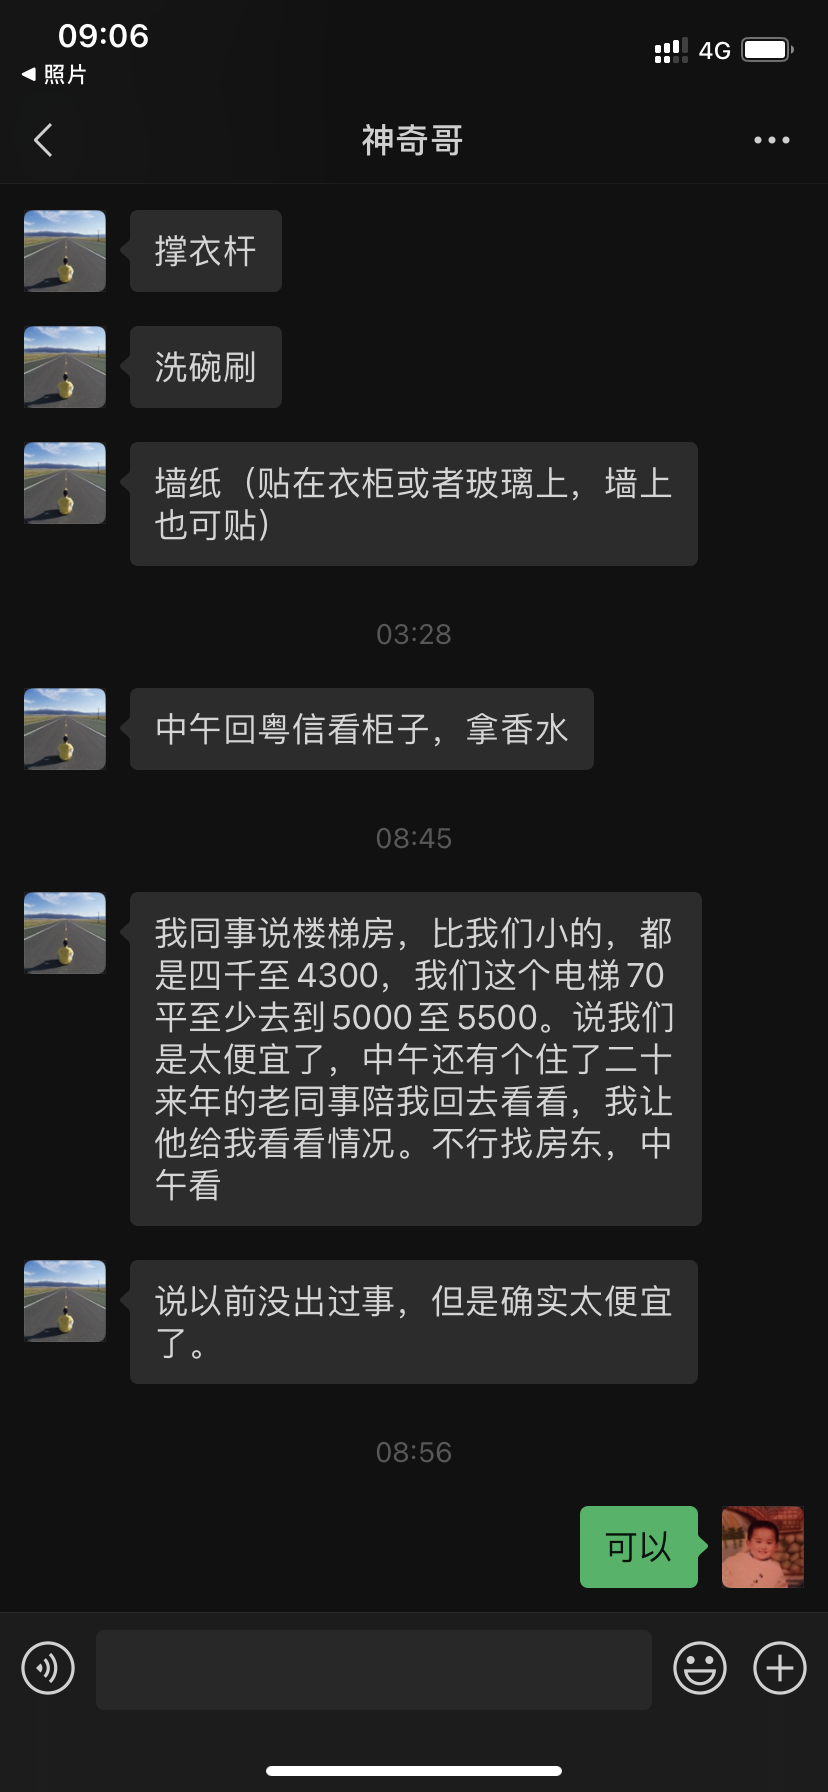 09:06
4G
照片
神奇哥
撑衣杆
洗碗刷
墙纸（贴在衣柜或者玻璃上，墙上
也可贴）
03:28
中午回粤信看柜子，拿香水
08:45
我同事说楼梯房，比我们小的，都
是四千至4300，我们这个电梯70
平至少去到5000至5500。说我们
是太便宜了，中午还有个住了二十
来年的老同事陪我回去看看，我让
他给我看看情况。不行找房东，中
午看
说以前没出过事，但是确实太便宜
了。
08:56
可以